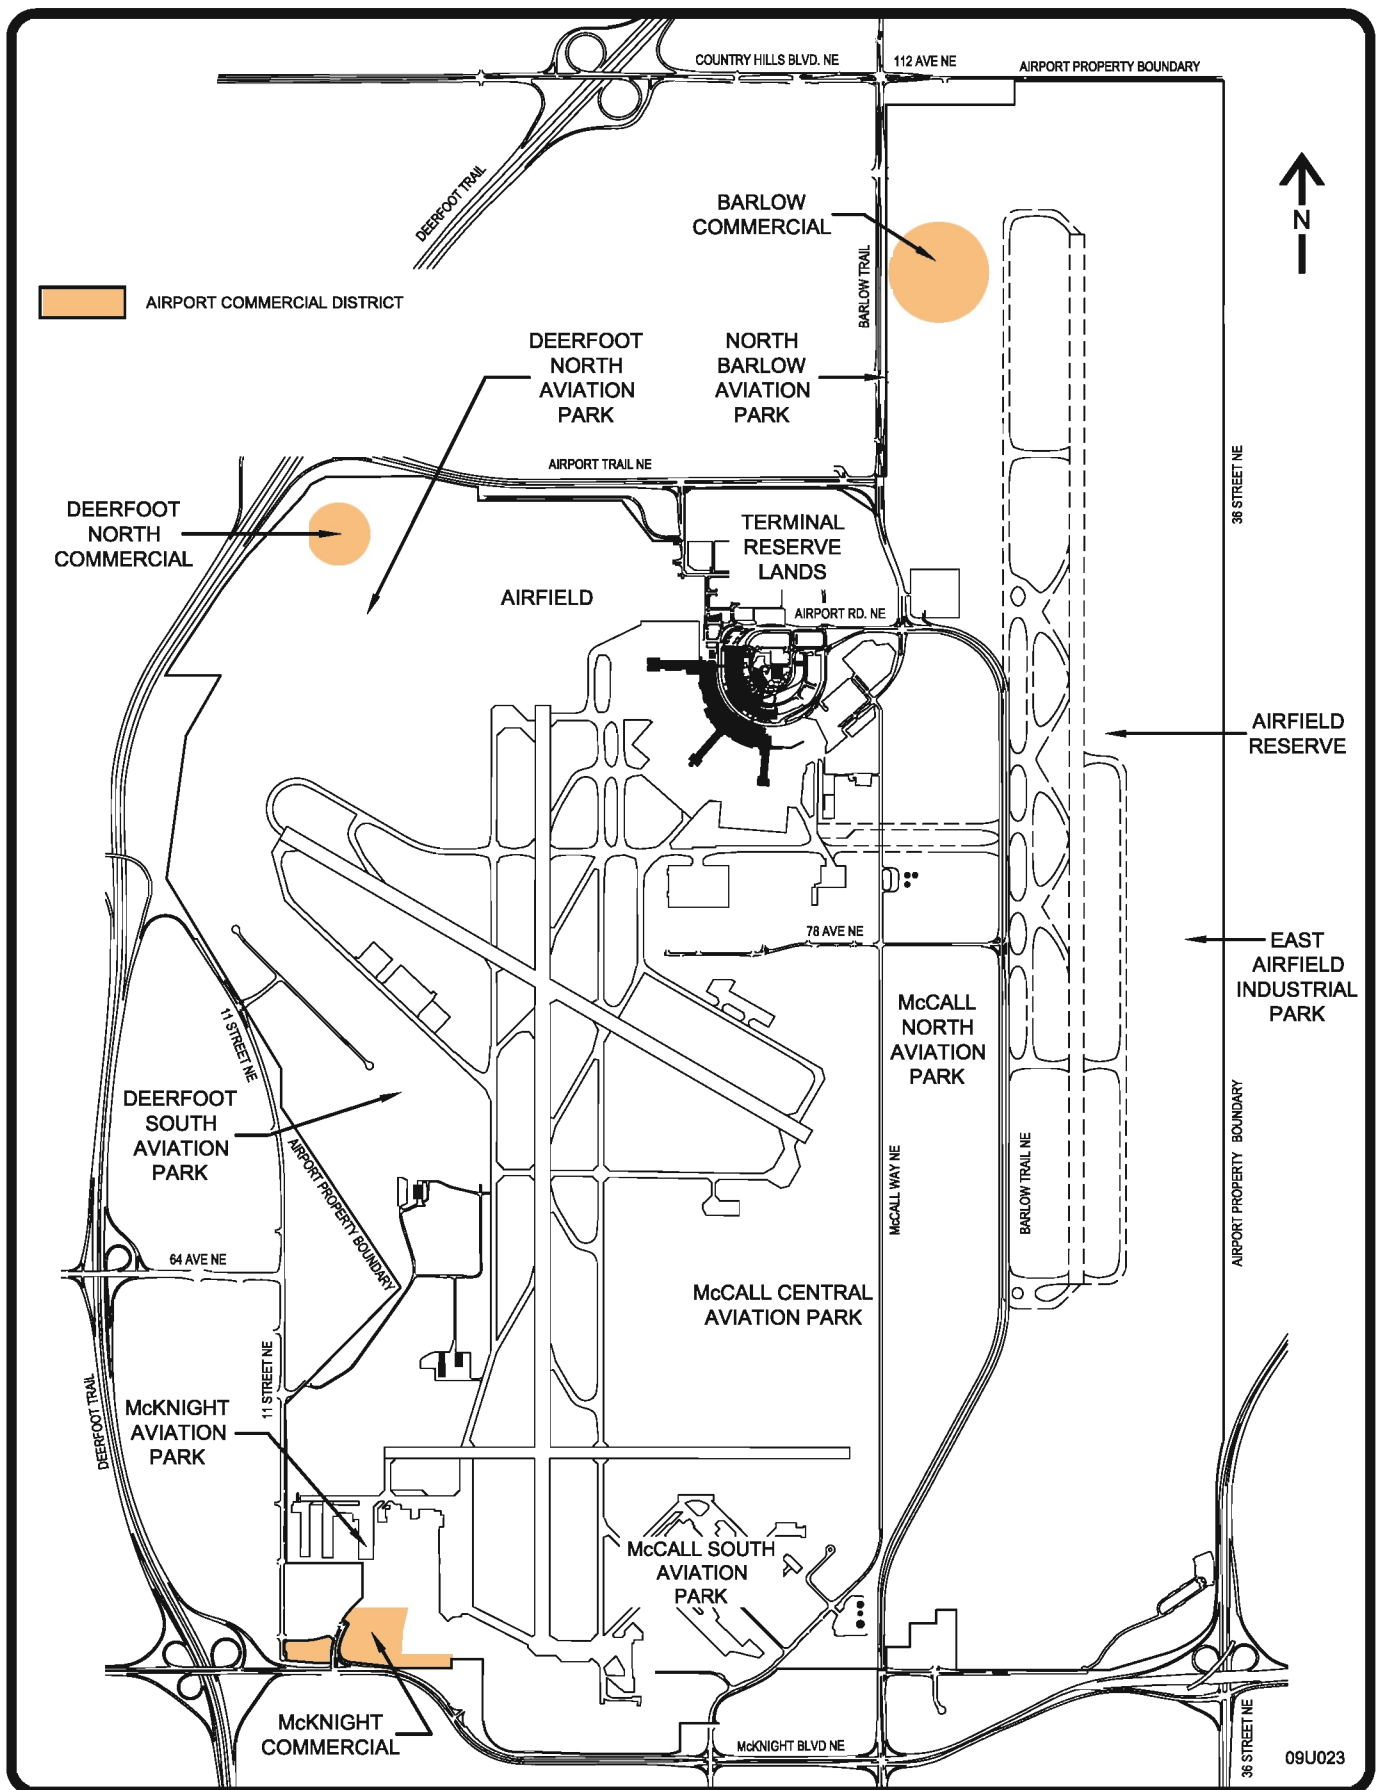 COUNTRY HILLS BLVD. NE
112 AVE NE
AIRPORT PROPERTY BOUNDARY
DEERFOOT TRAIL
BARLOW
COMMERCIAL
N
BARLOW TRAIL
AIRPORT COMMERCIAL DISTRICT
DEERFOOT
NORTH
AVIATION
PARK
NORTH
BARLOW
AVIATION
PARK
AIRPORT TRAIL NE
36 STREET NE
DEERFOOT
NORTH
COMMERCIAL
TERMINAL
RESERVE
LANDS
AIRFIELD
AIRPORT RD. NE
AIRFIELD
RESERVE
78 AVE NE
EAST
AIRFIELD
INDUSTRIAL
PARK
McCALL
NORTH
AVIATION
PARK
11 STREET NE
DEERFOOT
SOUTH
AVIATION
PARK
AIRPORT PROPERTY BOUNDARY
McCALL WAY NE
BARLOW TRAIL NE
AIRPORT PROPERTY BOUNDARY
64 AVE NE
McCALL CENTRAL
AVIATION PARK
11 STREET NE
DEERFOOT TRAIL
McKNIGHT
AVIATION
PARK
McCALL SOUTH
AVIATION
PARK
McKNIGHT
COMMERCIAL
McKNIGHT BLVD NE
36 STREET NE
09U023